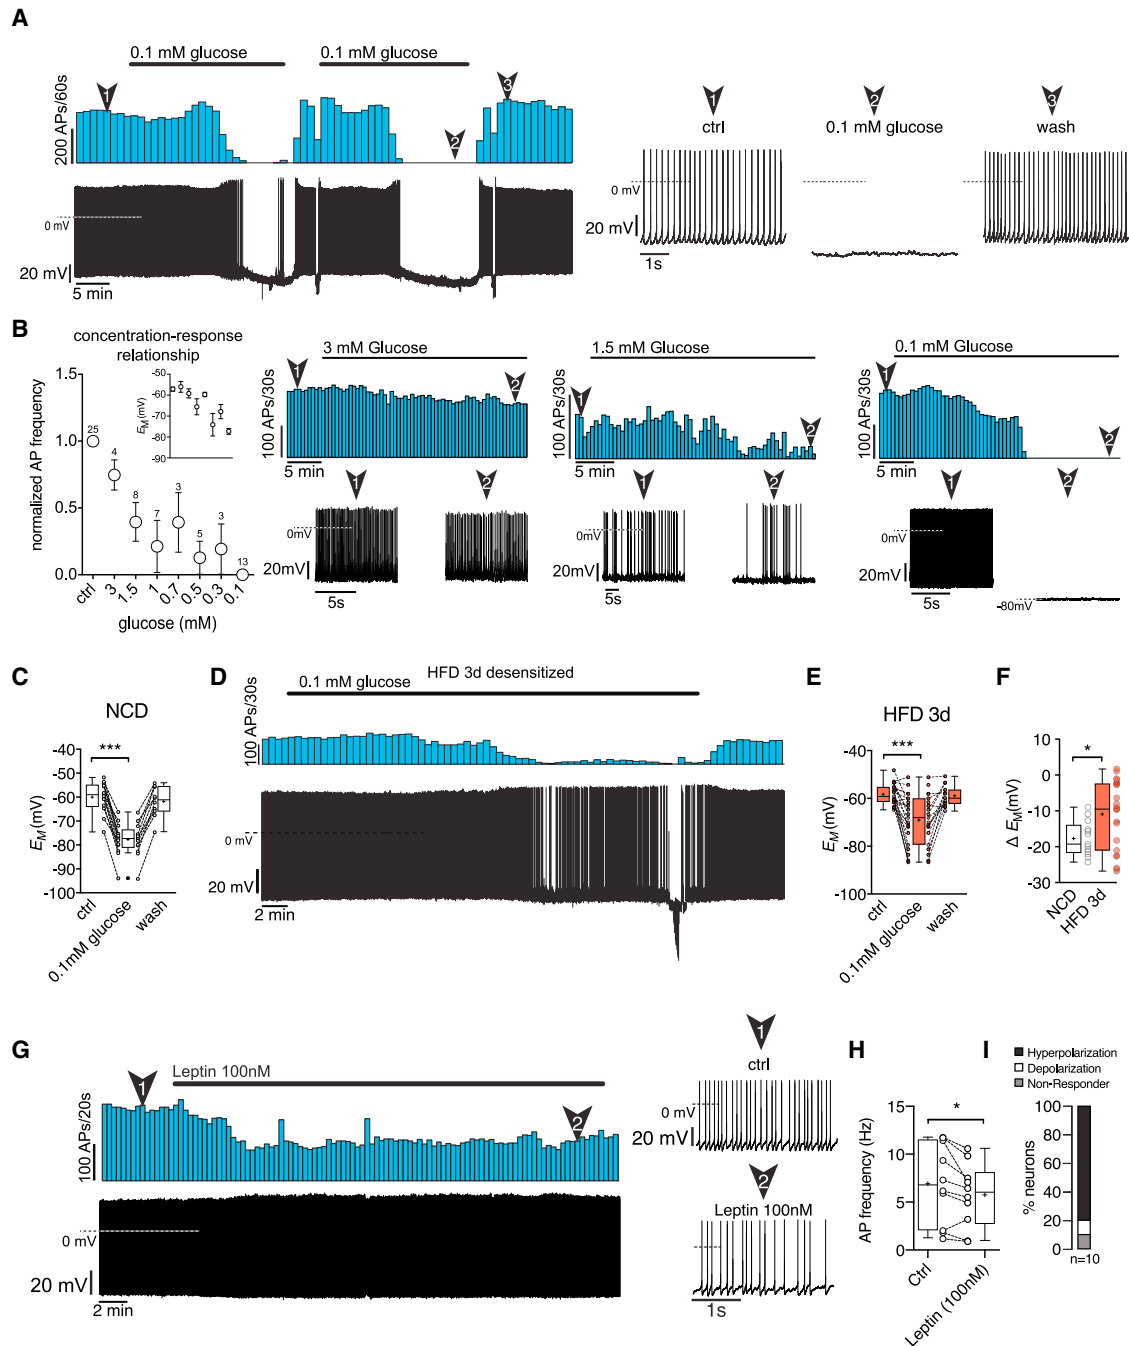 A
0.1 mM glucose
0.1 mM glucose
200 APs/60s
1
3
2
0 mV
20 mV
5 min
1
2
3
ctrl
0.1 mM glucose
wash
0 mV
20 mV
1s
B
concentration-response
relationship
normalized AP frequency
1.5
1.0
0.5
0.0
25
4
8
7
3
5
3
13
ctrl
3
1.5
1
0.7
0.5
0.3
0.1
glucose (mM)
EM (mV)
-50
-60
-70
-80
-90
3 mM Glucose
100 APs/30s
1
2
5 min
1
2
0mV
20mV
5s
1.5 mM Glucose
100 APs/30s
1
2
5 min
1
2
0mV
20mV
5s
0.1 mM Glucose
100 APs/30s
1
2
5 min
1
2
0mV
20mV
5s
-80mV
C
NCD
***
EM (mV)
-40
-50
-60
-70
-80
-90
-100
ctrl
0.1mM glucose
wash
D
HFD 3d desensitized
0.1 mM glucose
100 APs/30s
0 mV
20 mV
2 min
E
HFD 3d
***
EM (mV)
-40
-60
-80
-100
ctrl
0.1mM glucose
wash
F
*
Δ EM(mV)
10
0
-10
-20
-30
NCD
HFD 3d
G
Leptin 100nM
100 APs/20s
1
2
0 mV
20 mV
2 min
1
ctrl
0 mV
20 mV
2
Leptin 100nM
1s
H
*
AP frequency (Hz)
15
10
5
0
Ctrl
Leptin (100nM)
I
Hyperpolarization
Depolarization
Non-Responder
% neurons
100
80
60
40
20
0
n=10